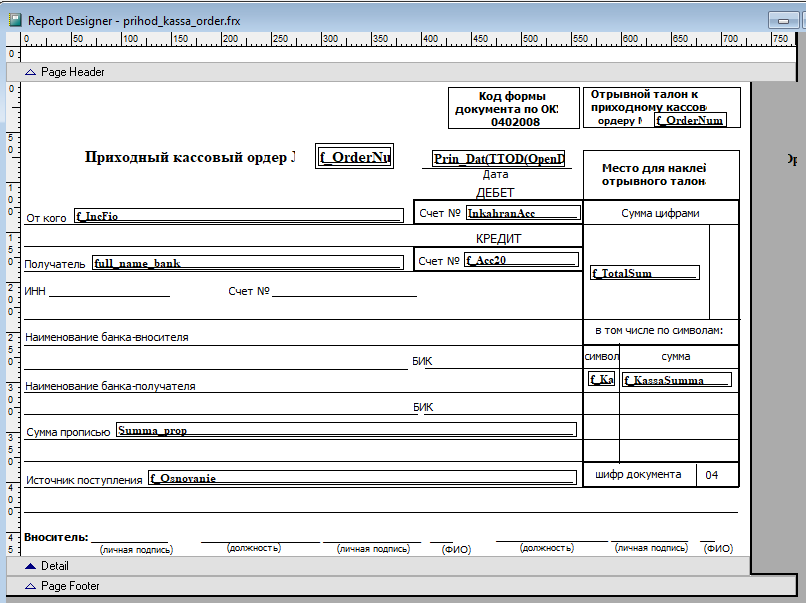 Report Designer - prihod_kassa_order.frx
0 50 100 150 200 250 300 350 400 450 500 550 600 650 700 750
Page Header
Код формы
документа по ОКУ
0402008
Отрывной талон к
приходному кассово
ордеру №
f_OrderNum
Приходный кассовый ордер
f_OrderNu
Prin_Dat(TTOD(OpenD
Дата
Место для наклей
отрывного талона
ДЕБЕТ
От кого
f_IncFio
Счет №
InkahranAcc
Сумма цифрами
КРЕДИТ
Получатель
full_name_bank
Счет №
f_Acc20
f_TotalSum
ИНН
Счет №
Наименование банка-вносителя
в том числе по символам:
БИК
символ
сумма
Наименование банка-получателя
f_Ka
f_KassaSumma
БИК
Сумма прописью
Summa_prop
Источник поступления
f_Osnovanie
шифр документа
04
Вноситель:
(личная подпись) (должность) (личная подпись) (ФИО) (должность) (личная подпись) (ФИО)
Detail
Page Footer